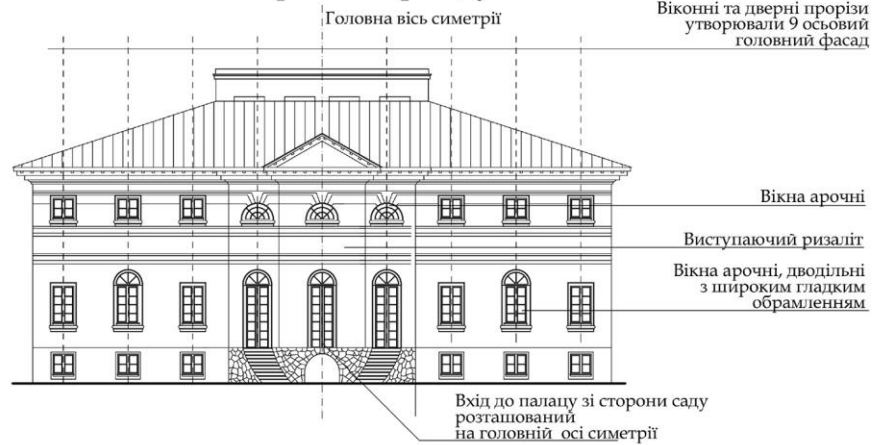 Головна вісь симетрії
Віконні та дверні прорізи
утворювали 9 осьовий
головний фасад
Вікна арочні
Виступаючий ризаліт
Вікна арочні, дводільні
з широким гладким
обрамленням
Вхід до палацу зі сторони саду
розташований
на головній осі симетрії